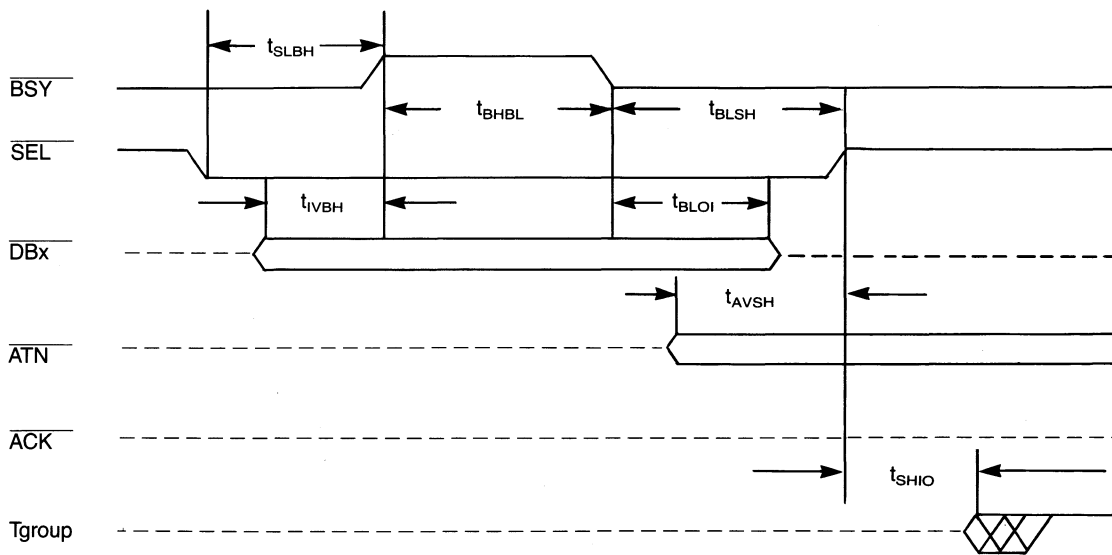 tSLBH
BSY
tBHBL
tBLSH
SEL
tIVBH
tBLOI
DBx
tAVSH
ATN
ACK
tSHIO
Tgroup